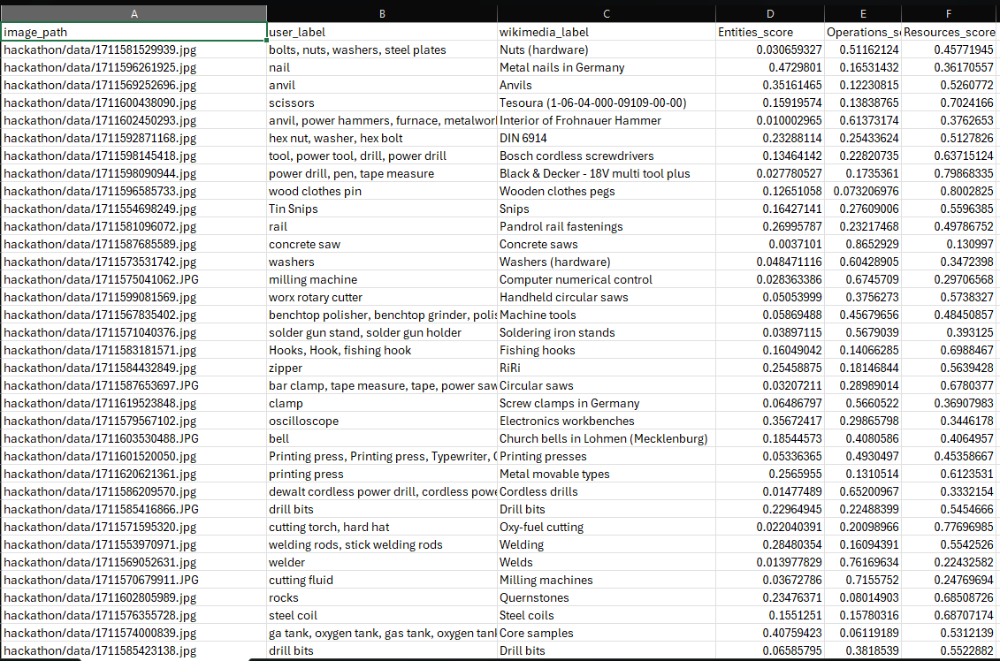 A B C D E F
image_path user_label wikimedia_label Entities_score Operations_s Resources_score
hackathon/data/1711581529939.jpg bolts, nuts, washers, steel plates Nuts (hardware) 0.030659327 0.51162124 0.45771945
hackathon/data/1711596261925.jpg nail Metal nails in Germany 0.4729801 0.16531432 0.36170557
hackathon/data/1711569252696.jpg anvil Anvils 0.35161465 0.12230815 0.5260772
hackathon/data/1711600438090.jpg scissors Tesoura (1-06-04-000-09109-00-00) 0.15919574 0.13838765 0.7024166
hackathon/data/1711602450293.jpg anvil, power hammers, furnace, metalworl Interior of Frohnauer Hammer 0.010002965 0.61373174 0.3762653
hackathon/data/1711592871168.jpg hex nut, washer, hex bolt DIN 6914 0.23288114 0.25433624 0.5127826
hackathon/data/1711598145418.jpg tool, power tool, drill, power drill Bosch cordless screwdrivers 0.13464142 0.22820735 0.63715124
hackathon/data/1711598090944.jpg power drill, pen, tape measure Black & Decker - 18V multi tool plus 0.027780527 0.1735361 0.79868335
hackathon/data/1711596585733.jpg wood clothes pin Wooden clothes pegs 0.12651058 0.073206976 0.8002825
hackathon/data/1711554698249.jpg Tin Snips Snips 0.16427141 0.27609006 0.5596385
hackathon/data/1711581096072.jpg rail Pandrol rail fastenings 0.26995787 0.23217468 0.49786752
hackathon/data/1711587685589.jpg concrete saw Concrete saws 0.0037101 0.8652929 0.130997
hackathon/data/1711573531742.jpg washers Washers (hardware) 0.048471116 0.60428905 0.3472398
hackathon/data/1711575041062.JPG milling machine Computer numerical control 0.028363386 0.6745709 0.29706568
hackathon/data/1711599081569.jpg worx rotary cutter Handheld circular saws 0.05053999 0.3756273 0.5738327
hackathon/data/1711567835402.jpg benchtop polisher, benchtop grinder, polis Machine tools 0.05869488 0.45679656 0.48450857
hackathon/data/1711571040376.jpg solder gun stand, solder gun holder Soldering iron stands 0.03897115 0.5679039 0.393125
hackathon/data/1711583181571.jpg Hooks, Hook, fishing hook Fishing hooks 0.16049042 0.14066285 0.6988467
hackathon/data/1711584432849.jpg zipper RiRi 0.25458875 0.18146844 0.5639428
hackathon/data/1711587653697.JPG bar clamp, tape measure, tape, power saw Circular saws 0.03207211 0.28989014 0.6780377
hackathon/data/1711619523848.jpg clamp Screw clamps in Germany 0.06486797 0.5660522 0.36907983
hackathon/data/1711579567102.jpg oscilloscope Electronics workbenches 0.35672417 0.29865798 0.3446178
hackathon/data/1711603530488.JPG bell Church bells in Lohmen (Mecklenburg) 0.18544573 0.4080586 0.4064957
hackathon/data/1711601520050.jpg Printing press, Printing press, Typewriter, Printing presses 0.05336365 0.4930497 0.45358667
hackathon/data/1711620621361.jpg printing press Metal movable types 0.2565955 0.1310514 0.6123531
hackathon/data/1711586209570.jpg dewalt cordless power drill, cordless powe Cordless drills 0.01477489 0.65200967 0.3332154
hackathon/data/1711585416866.JPG drill bits Drill bits 0.22964945 0.22488399 0.5454666
hackathon/data/1711571595320.jpg cutting torch, hard hat Oxy-fuel cutting 0.022040391 0.20098966 0.77696985
hackathon/data/1711553970971.jpg welding rods, stick welding rods Welding 0.28480354 0.16094391 0.5542526
hackathon/data/1711569052631.jpg welder Welds 0.013977829 0.76169634 0.22432582
hackathon/data/1711570679911.JPG cutting fluid Milling machines 0.03672786 0.7155752 0.24769694
hackathon/data/1711602805989.jpg rocks Quernstones 0.23476371 0.08014903 0.68508726
hackathon/data/1711576355728.jpg steel coil Steel coils 0.1551251 0.15780316 0.68707174
hackathon/data/1711574000839.jpg ga tank, oxygen tank, gas tank, oxygen tanl Core samples 0.40759423 0.06119189 0.5312139
hackathon/data/1711585423138.jpg drill bits Drill bits 0.06585795 0.3818539 0.5522882